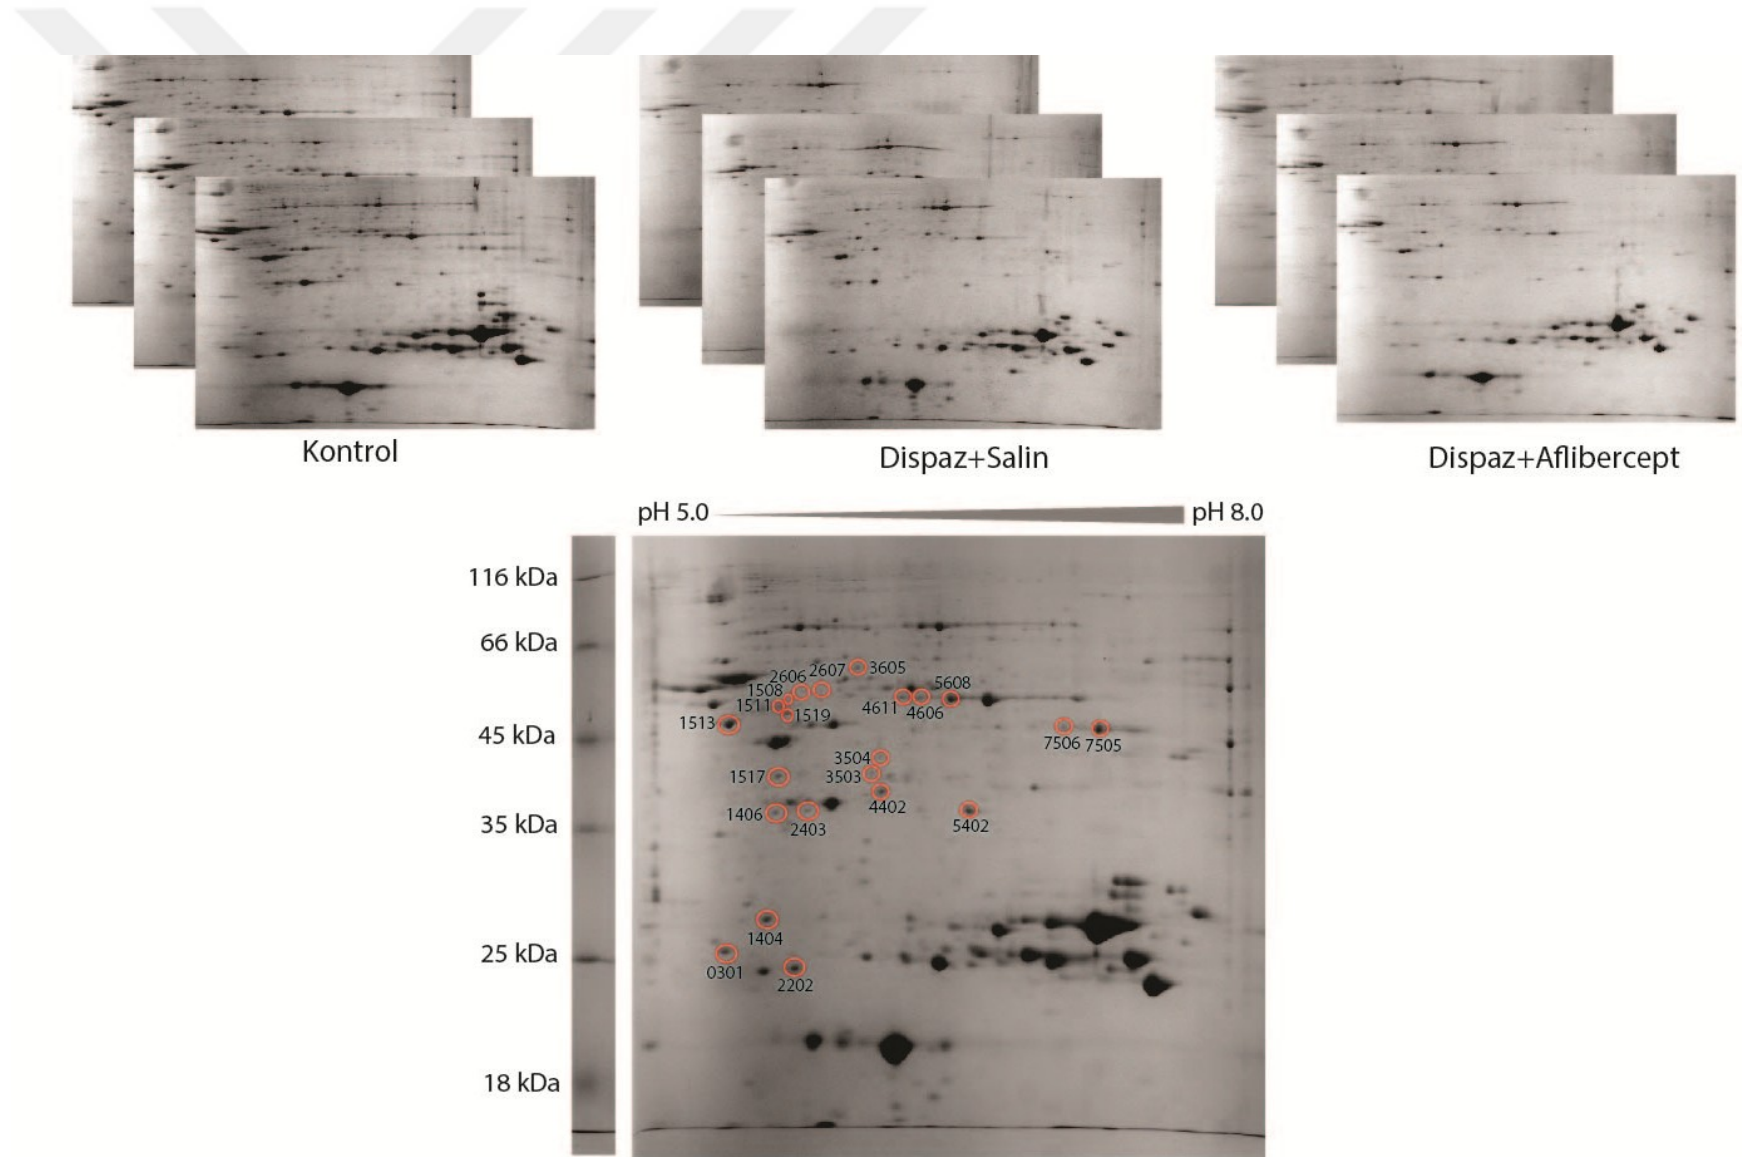 Kontrol
Dispaz+Salin
Dispaz+Aflibercept
pH 5.0
pH 8.0
116 kDa
66 kDa
45 kDa
35 kDa
25 kDa
18 kDa
3605
2607
2606
1508
1511
1519
1513
4611
4606
5608
7506
7505
3504
3503
1517
4402
1406
2403
5402
1404
0301
2202